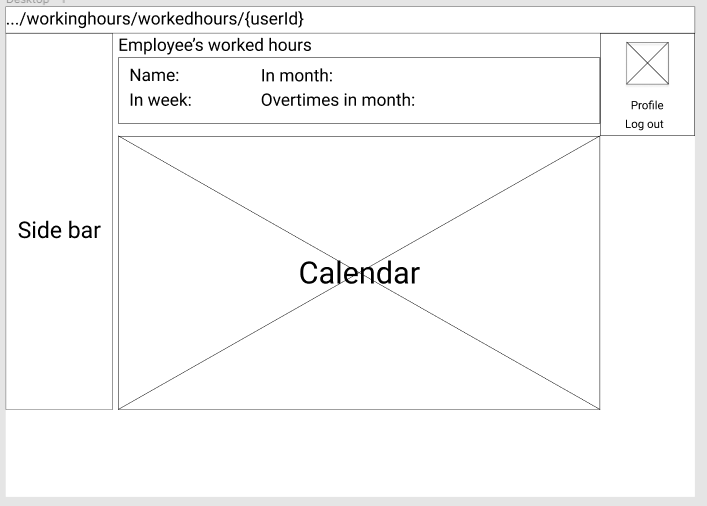 .../workinghours/workedhours/{userId}
Employee's worked hours
Name: In month:
In week: Overtimes in month:
Profile
Log out
Side bar
Calendar